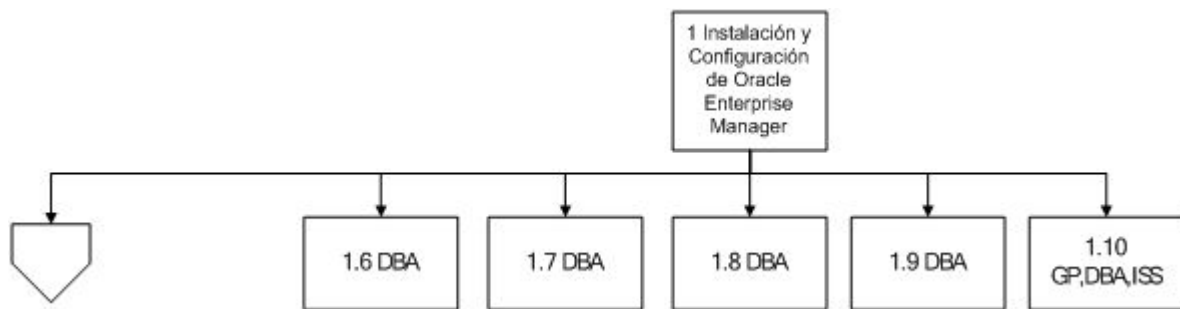 1 Instalación y
Configuración
de Oracle
Enterprise
Manager
1.6 DBA
1.7 DBA
1.8 DBA
1.9 DBA
1.10
GP,DBA,ISS